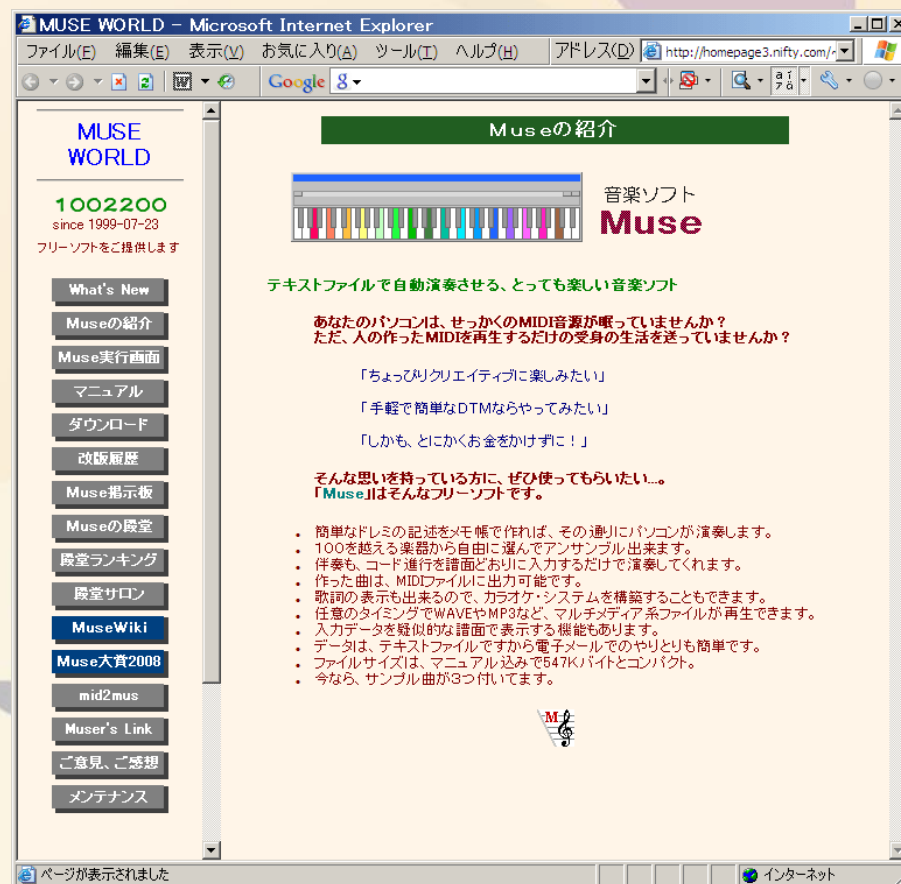 MUSE WORLD - Microsoft Internet Explorer
ファイル(F) 編集(E) 表示(V) お気に入り(A) ツール(T) ヘルプ(H) アドレス(D) http://homepage3.nifty.com/
Google
MUSE
WORLD
1002200
since 1999-07-23
フリーソフトをご提供します
What's New
Museの紹介
Muse実行画面
マニュアル
ダウンロード
改版履歴
Muse掲示板
Museの殿堂
殿堂ランキング
殿堂サロン
MuseWiki
Muse大賞2008
mid2mus
Muser's Link
ご意見、ご感想
メンテナンス
Museの紹介
音楽ソフト
Muse
テキストファイルで自動演奏させる、とっても楽しい音楽ソフト
あなたのパソコンは、せっかくのMIDI音源が眠っていませんか？
ただ、人の作ったMIDIを再生するだけの受身の生活を送っていませんか？
「ちょっぴりクリエイティブに楽しみたい」
「手軽で簡単なDTMならやってみたい」
「しかも、とにかくお金をかけずに！」
そんな思いを持っている方に、ぜひ使ってもらいたい...。
「Muse」はそんなフリーソフトです。
・ 簡単なドレミの記述をメモ帳で作れば、その通りにパソコンが演奏します。
・ 100を越える楽器から自由に選んでアンサンブル出来ます。
・ 伴奏も、コード進行を譜面どおりに入力するだけで演奏してくれます。
・ 作った曲は、MIDIファイルに出力可能です。
・ 歌詞の表示も出来るので、カラオケ・システムを構築することもできます。
・ 任意のタイミングでWAVEやMP3など、マルチメディア系ファイルが再生できます。
・ 入力データを疑似的な譜面で表示する機能もあります。
・ データは、テキストファイルですから電子メールでのやりとりも簡単です。
・ ファイルサイズは、マニュアル込みで547Kバイトとコンパクト。
・ 今なら、サンプル曲が3つ付いてます。
M
ページが表示されました
インターネット